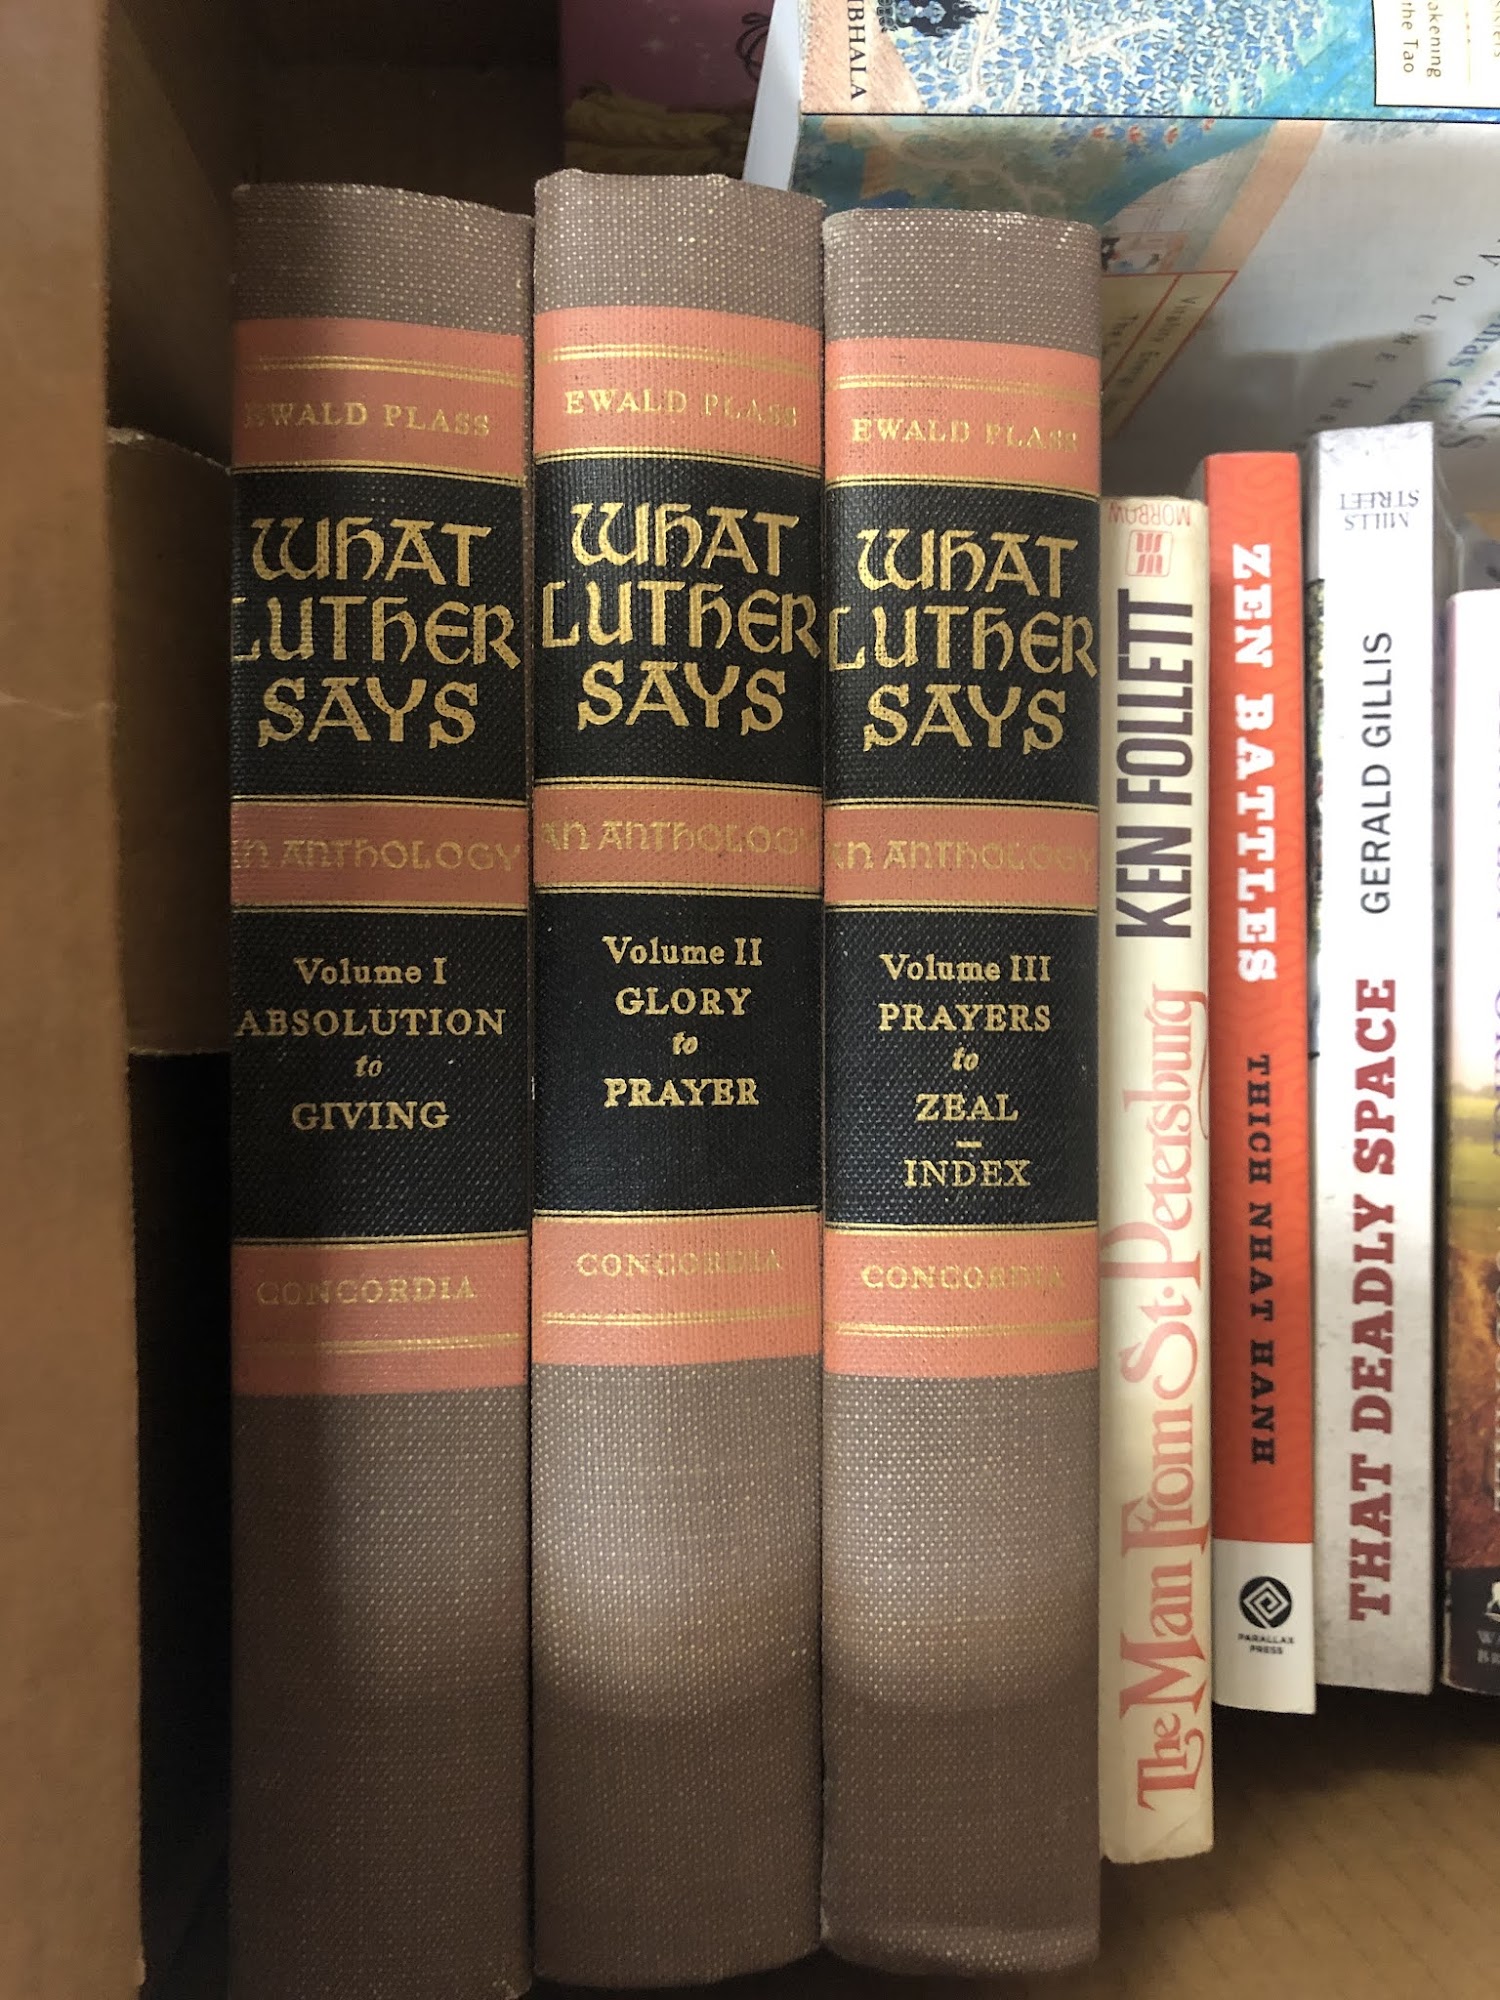 EWALD PLASS
WHAT
LUTHER
SAYS
AN ANTHOLOGY
Volume I
ABSOLUTION
to
GIVING
CONCORDIA
EWALD PLASS
WHAT
LUTHER
SAYS
AN ANTHOLOGY
Volume II
GLORY
to
PRAYER
CONCORDIA
EWALD PLASS
WHAT
LUTHER
SAYS
AN ANTHOLOGY
Volume III
PRAYERS
to
ZEAL
—
INDEX
CONCORDIA
MORROW
KEN FOLLETT
The Man From St. Petersburg
ZEN BATTLES
THICH NHAT HANH
PARALLAX
PRESS
MILLS
STREET
GERALD GILLIS
THAT DEADLY SPACE
the Tao
VOLUME